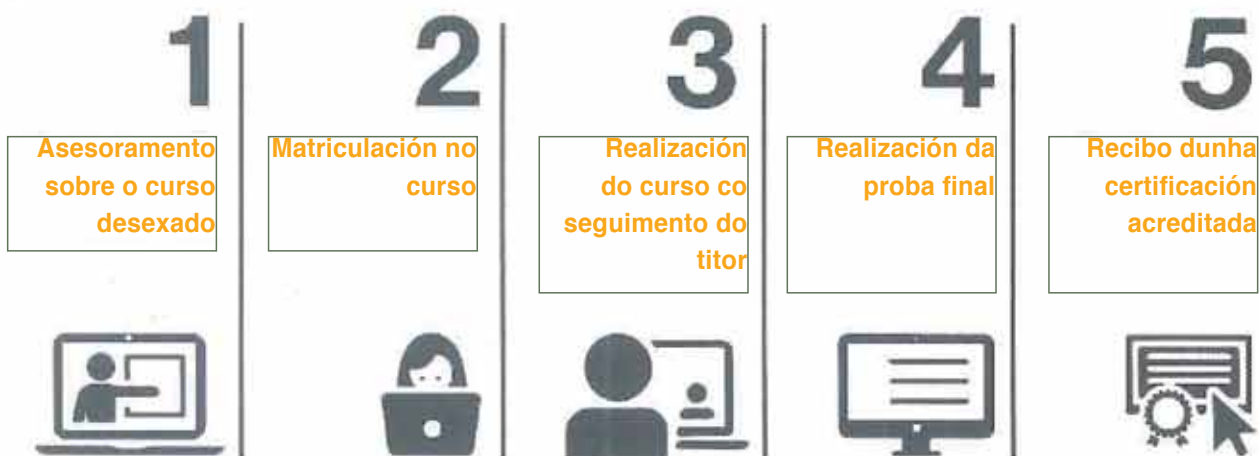 1
Asesoramento
sobre o curso
desexado
2
Matriculación no
curso
3
Realización
do curso co
seguimento do
titor
4
Realización da
proba final
5
Recibo dunha
certificación
acreditada